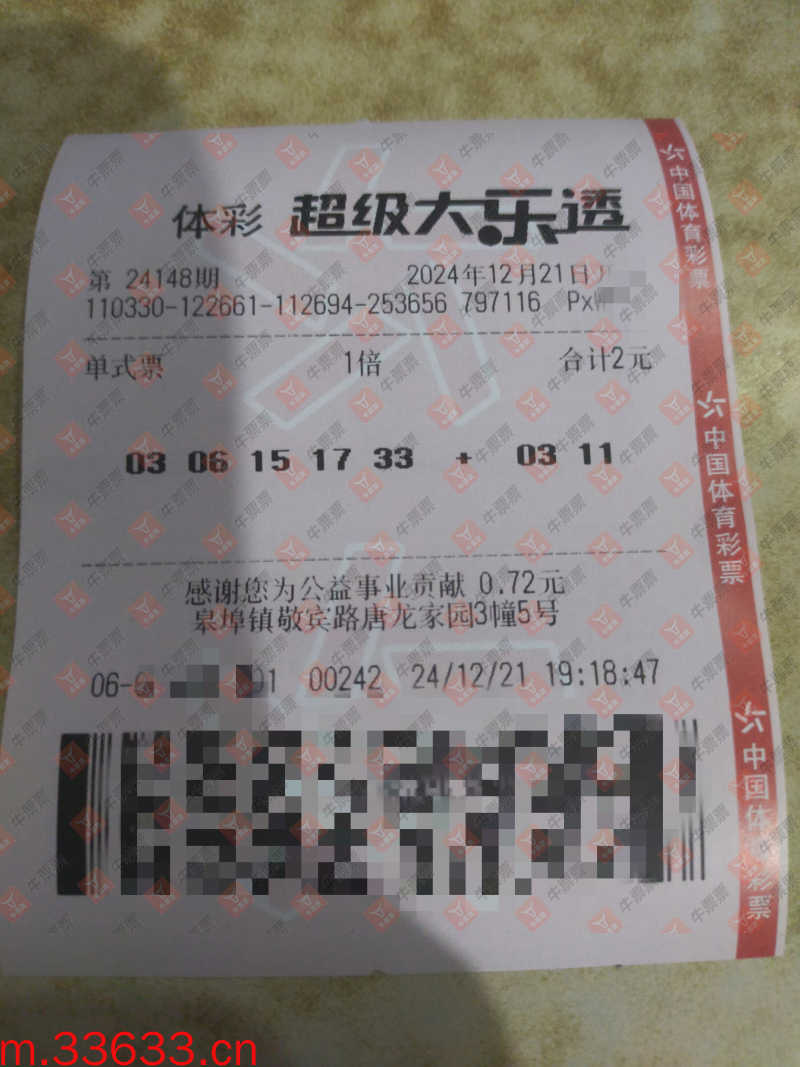 体彩 超级大乐透
第 24148期 2024年12月21日
110330-122661-112694-253656 797116
单式票 1倍 合计2元
03 06 15 17 33 + 03 11
感谢您为公益事业贡献 0.72元
皋埠镇敬宾路唐龙家园3幢5号
00242 24/12/21 19:18:47
中国体育彩票
中国体育彩票
中国体 彩票
牛票票
m.33633.cn